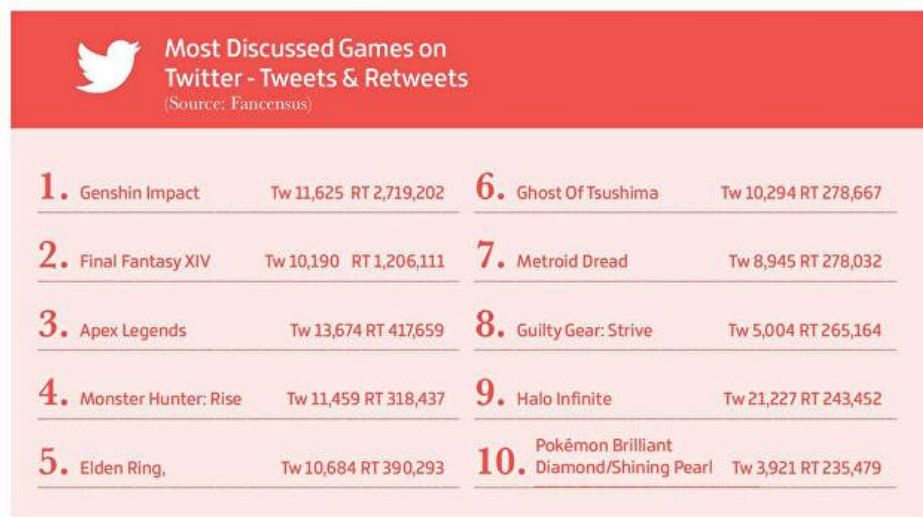 Most Discussed Games on
Twitter - Tweets & Retweets
(Source: Fancensus)
1. Genshin Impact Tw 11,625 RT 2,719,202
2. Final Fantasy XIV Tw 10,190 RT 1,206,111
3. Apex Legends Tw 13,674 RT 417,659
4. Monster Hunter: Rise Tw 11,459 RT 318,437
5. Elden Ring, Tw 10,684 RT 390,293
6. Ghost Of Tsushima Tw 10,294 RT 278,667
7. Metroid Dread Tw 8,945 RT 278,032
8. Guilty Gear: Strive Tw 5,004 RT 265,164
9. Halo Infinite Tw 21,227 RT 243,452
10. Pokémon Brilliant
Diamond/Shining Pearl Tw 3,921 RT 235,479